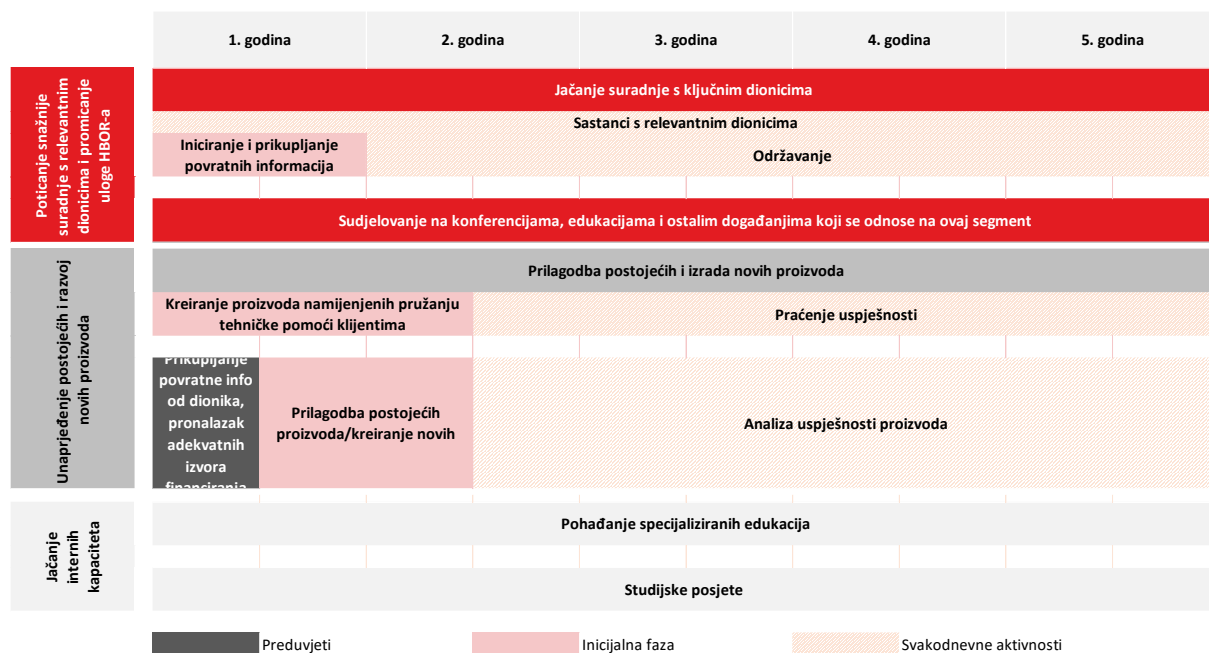 1. godina
2. godina
3. godina
4. godina
5. godina
Poticanje snažnije
suradnje s relevantnim
dionicima i promicanje
uloge HBOR-a
Jačanje suradnje s ključnim dionicima
Sastanci s relevantnim dionicima
Iniciranje i prikupljanje
povratnih informacija
Održavanje
Sudjelovanje na konferencijama, edukacijama i ostalim događanjima koji se odnose na ovaj segment
Unaprjeđenje postojećih i razvoj
novih proizvoda
Prilagodba postojećih i izrada novih proizvoda
Kreiranje proizvoda namijenjenih pružanju
tehničke pomoći klijentima
Praćenje uspješnosti
Prikupljanje
povratne info
od dionika,
pronalazak
adekvatnih
izvora
financiranja
Prilagodba postojećih
proizvoda/kreiranje novih
Analiza uspješnosti proizvoda
Jačanje
internih
kapaciteta
Pohađanje specijaliziranih edukacija
Studijske posjete
Preduvjeti
Inicijalna faza
Svakodnevne aktivnosti